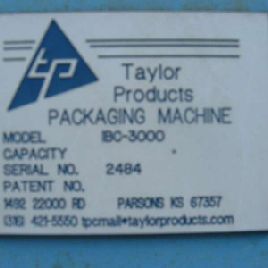 tp
Taylor
Products
PACKAGING MACHINE
MODEL IBC-3000
CAPACITY
SERIAL NO. 2484
PATENT NO.
1492 22000 RD PARSONS KS 67357
(316) 421-5550 tpcmail@taylorproducts.com